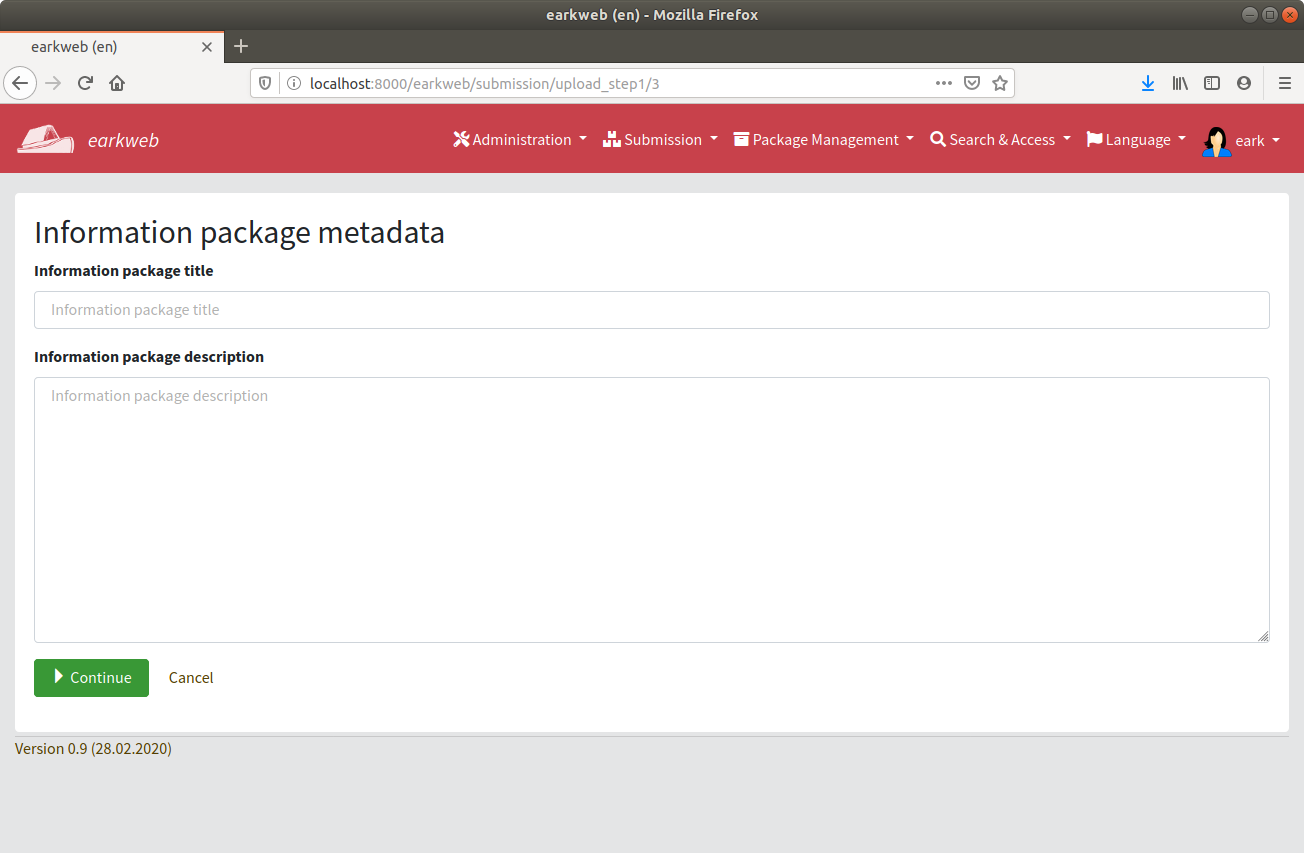 earkweb (en) - Mozilla Firefox
earkweb (en)
localhost:8000/earkweb/submission/upload_step1/3
earkweb
Administration
Submission
Package Management
Search & Access
Language
eark
Information package metadata
Information package title
Information package title
Information package description
Information package description
Continue
Cancel
Version 0.9 (28.02.2020)